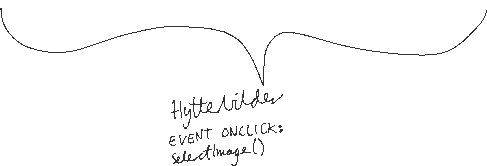 Hyttebilder
EVENT ONCLICK:
selectImage()